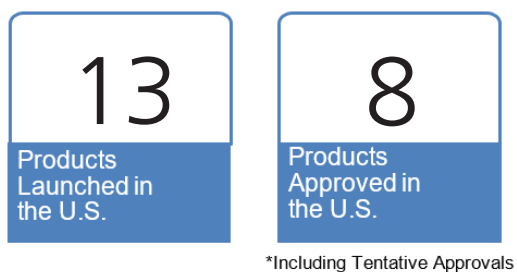 13
Products
Launched in
the U.S.
8
Products
Approved in
the U.S.
*Including Tentative Approvals